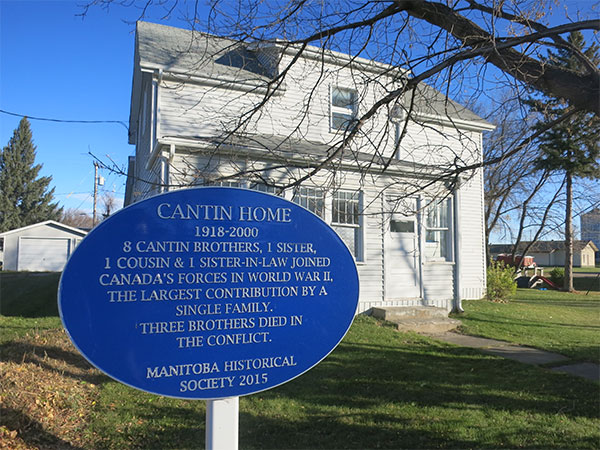 CANTIN HOME
1918-2000
8 CANTIN BROTHERS, 1 SISTER,
1 COUSIN & 1 SISTER-IN-LAW JOINED
CANADA'S FORCES IN WORLD WAR II,
THE LARGEST CONTRIBUTION BY A
SINGLE FAMILY.
THREE BROTHERS DIED IN
THE CONFLICT.
MANITOBA HISTORICAL
SOCIETY 2015